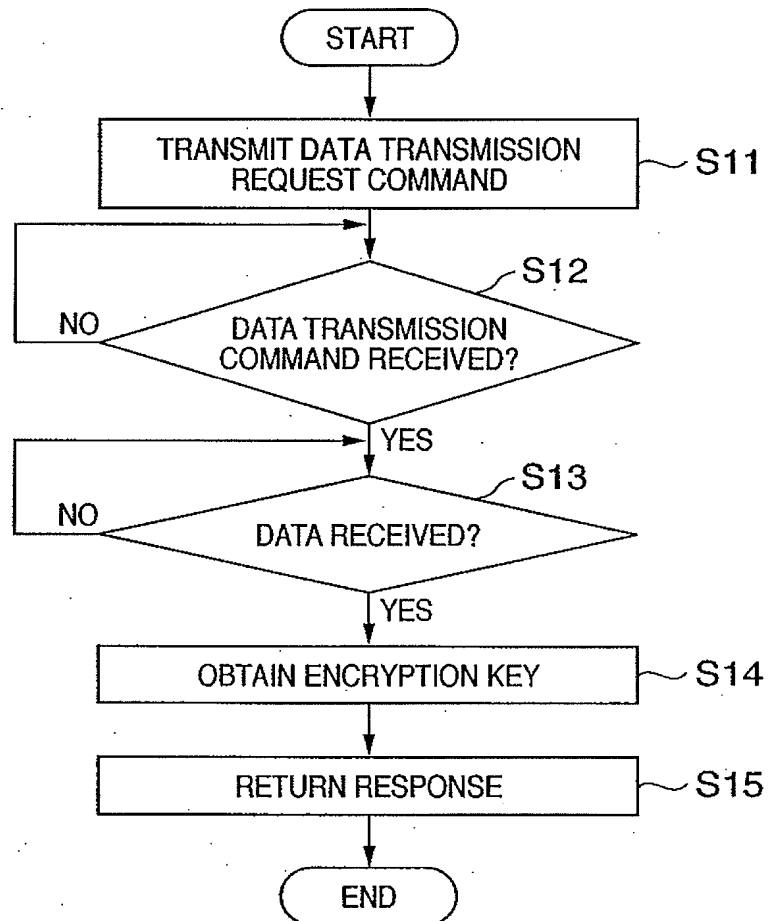 START
TRANSMIT DATA TRANSMISSION
REQUEST COMMAND
S11
S12
NO
DATA TRANSMISSION
COMMAND RECEIVED?
YES
S13
NO
DATA RECEIVED?
YES
OBTAIN ENCRYPTION KEY
S14
RETURN RESPONSE
S15
END